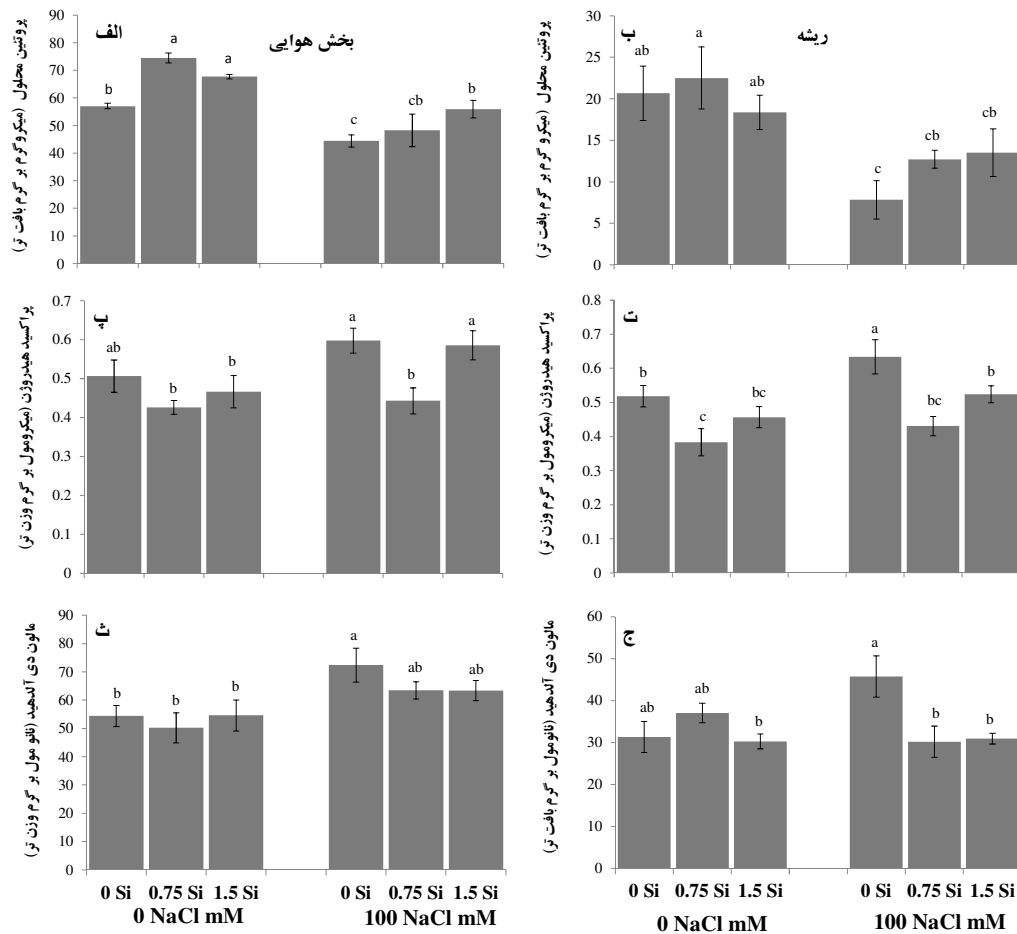 الف
بخش هوایی
پروتئین محلول (میکروگرم بر گرم بافت تر)
90
80
70
60
50
40
30
20
10
0
b
a
a
c
cb
b
ب
ریشه
پروتئین محلول (میکرو گرم بر گرم بافت تر)
30
25
20
15
10
5
0
ab
a
ab
c
cb
cb
پ
پراکسید هیدروژن (میکرومول بر گرم وزن تر)
0.7
0.6
0.5
0.4
0.3
0.2
0.1
0
ab
b
b
a
b
a
ت
پراکسید هیدروژن (میکرومول بر گرم وزن تر)
0.8
0.7
0.6
0.5
0.4
0.3
0.2
0.1
0
b
c
bc
a
bc
b
ث
مالون دی آلدهید (نانو مول بر گرم وزن تر)
90
80
70
60
50
40
30
20
10
0
b
b
b
a
ab
ab
0 Si 0.75 Si 1.5 Si 0 Si 0.75 Si 1.5 Si
0 NaCl mM 100 NaCl mM
ج
مالون دی آلدهید (نانومول بر گرم بافت تر)
60
50
40
30
20
10
0
ab
ab
b
a
b
b
0 Si 0.75 Si 1.5 Si 0 Si 0.75 Si 1.5 Si
0 NaCl mM 100 NaCl mM